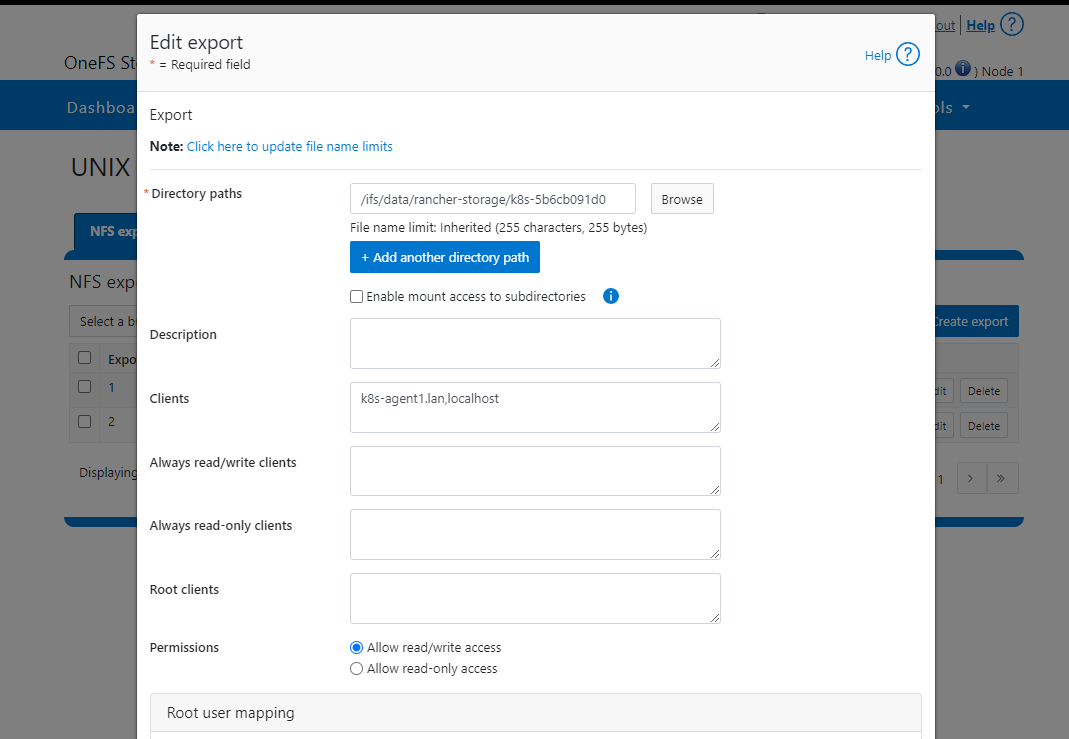 Edit export
* = Required field
Help ?
out Help ?
OneFS St
0.0 i ) Node 1
Dashboa
ols
Export
Note: Click here to update file name limits
UNIX
* Directory paths
/ifs/data/rancher-storage/k8s-5b6cb091d0
Browse
File name limit: Inherited (255 characters, 255 bytes)
NFS exp
+ Add another directory path
NFS expo
Enable mount access to subdirectories i
Select a b
Create export
Description
Expo
1
dit Delete
Clients
k8s-agent1.lan,localhost
2
dit Delete
Always read/write clients
Displaying
1 > »
Always read-only clients
Root clients
Permissions
Allow read/write access
Allow read-only access
Root user mapping